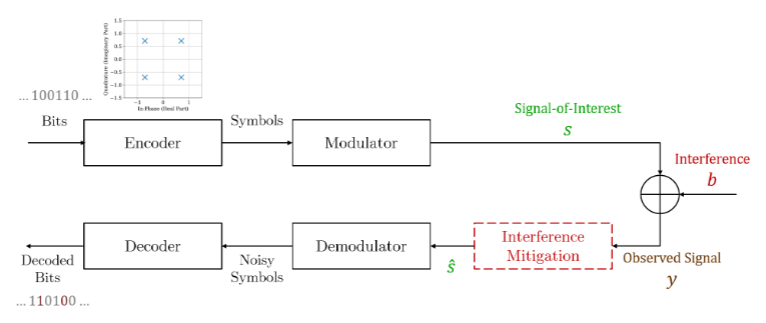 1.5
1.0
0.5
0.0
−0.5
−1.0
−1.5
Quadrature (Imaginary Part)
−1 0 1
In-Phase (Real Part)
... 100110 ...
Bits
Encoder
Symbols
Modulator
Signal-of-Interest
s
Interference
b
Decoder
Demodulator
Interference
Mitigation
Decoded
Bits
Noisy
Symbols
ŝ
Observed Signal
y
... 110100 ...